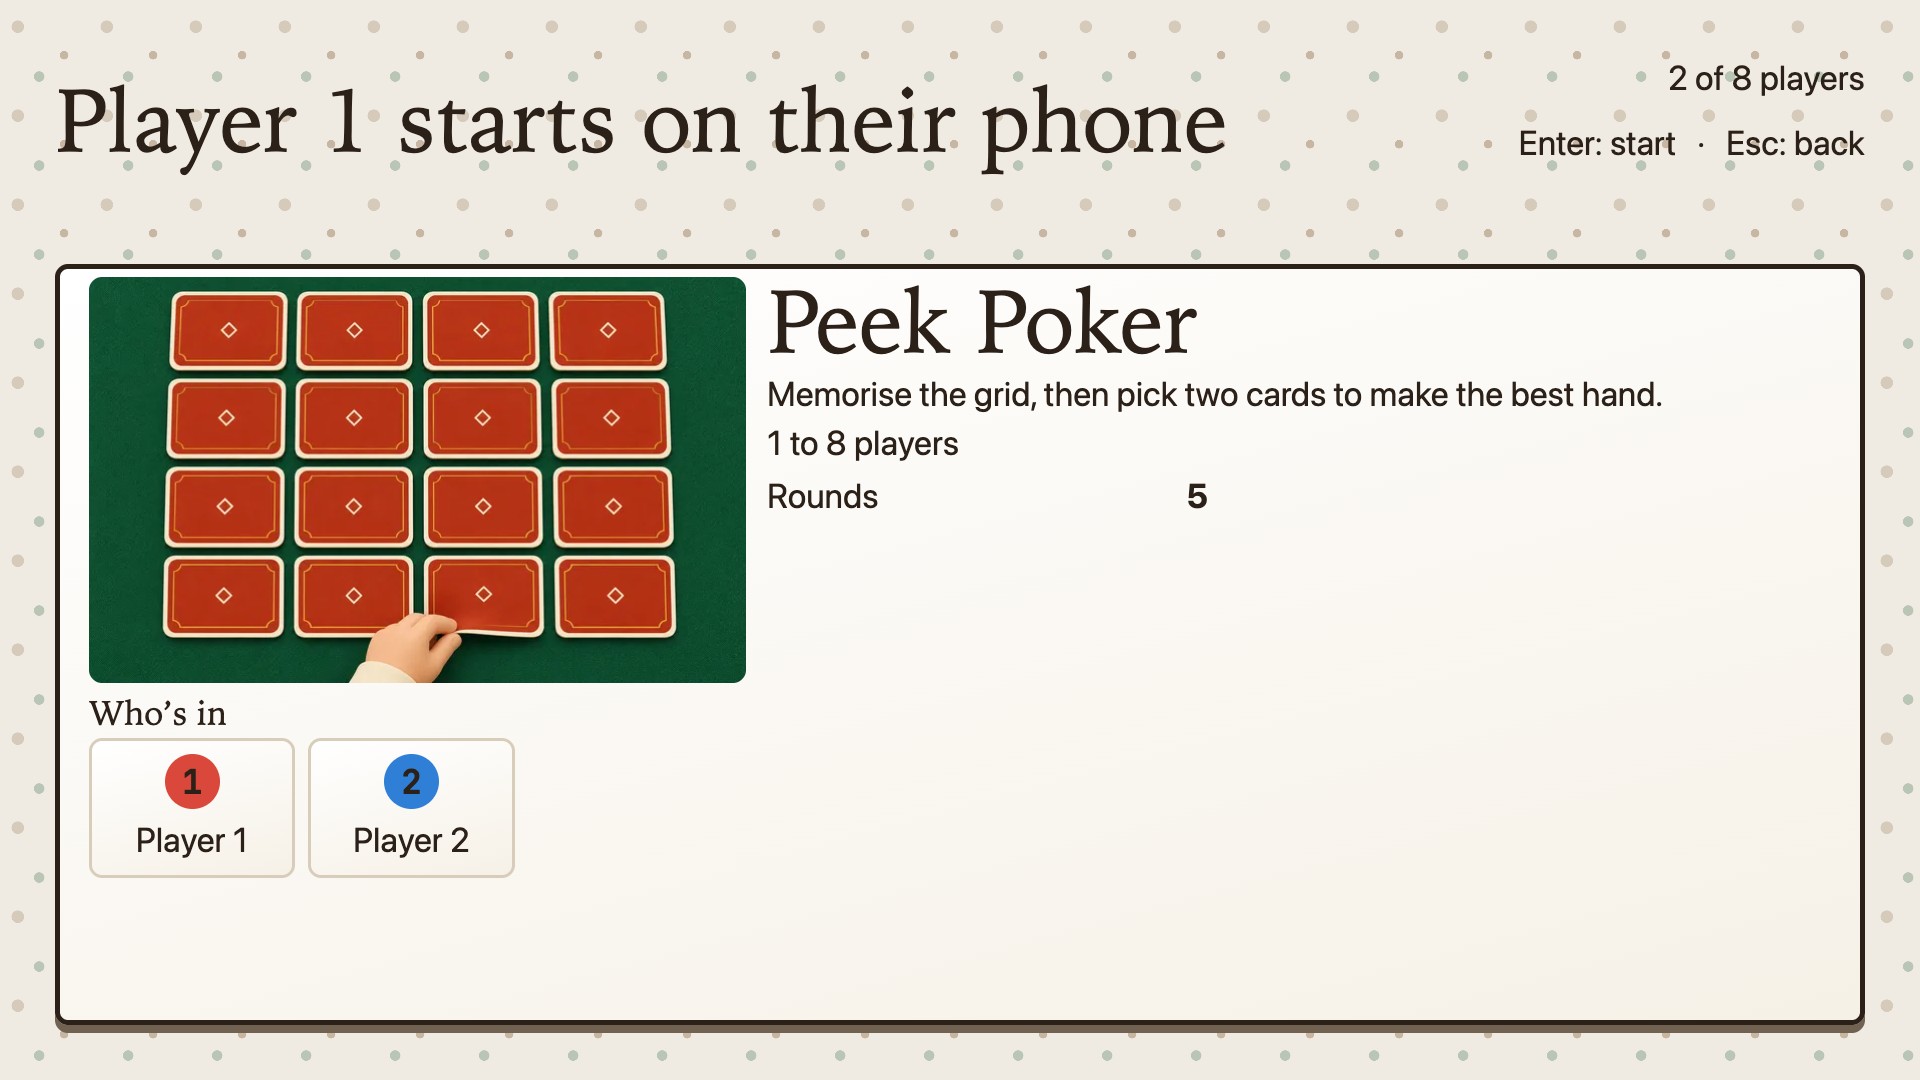 Player 1 starts on their phone
2 of 8 players
Enter: start · Esc: back
Peek Poker
Memorise the grid, then pick two cards to make the best hand.
1 to 8 players
Rounds 5
Who's in
1
Player 1
2
Player 2